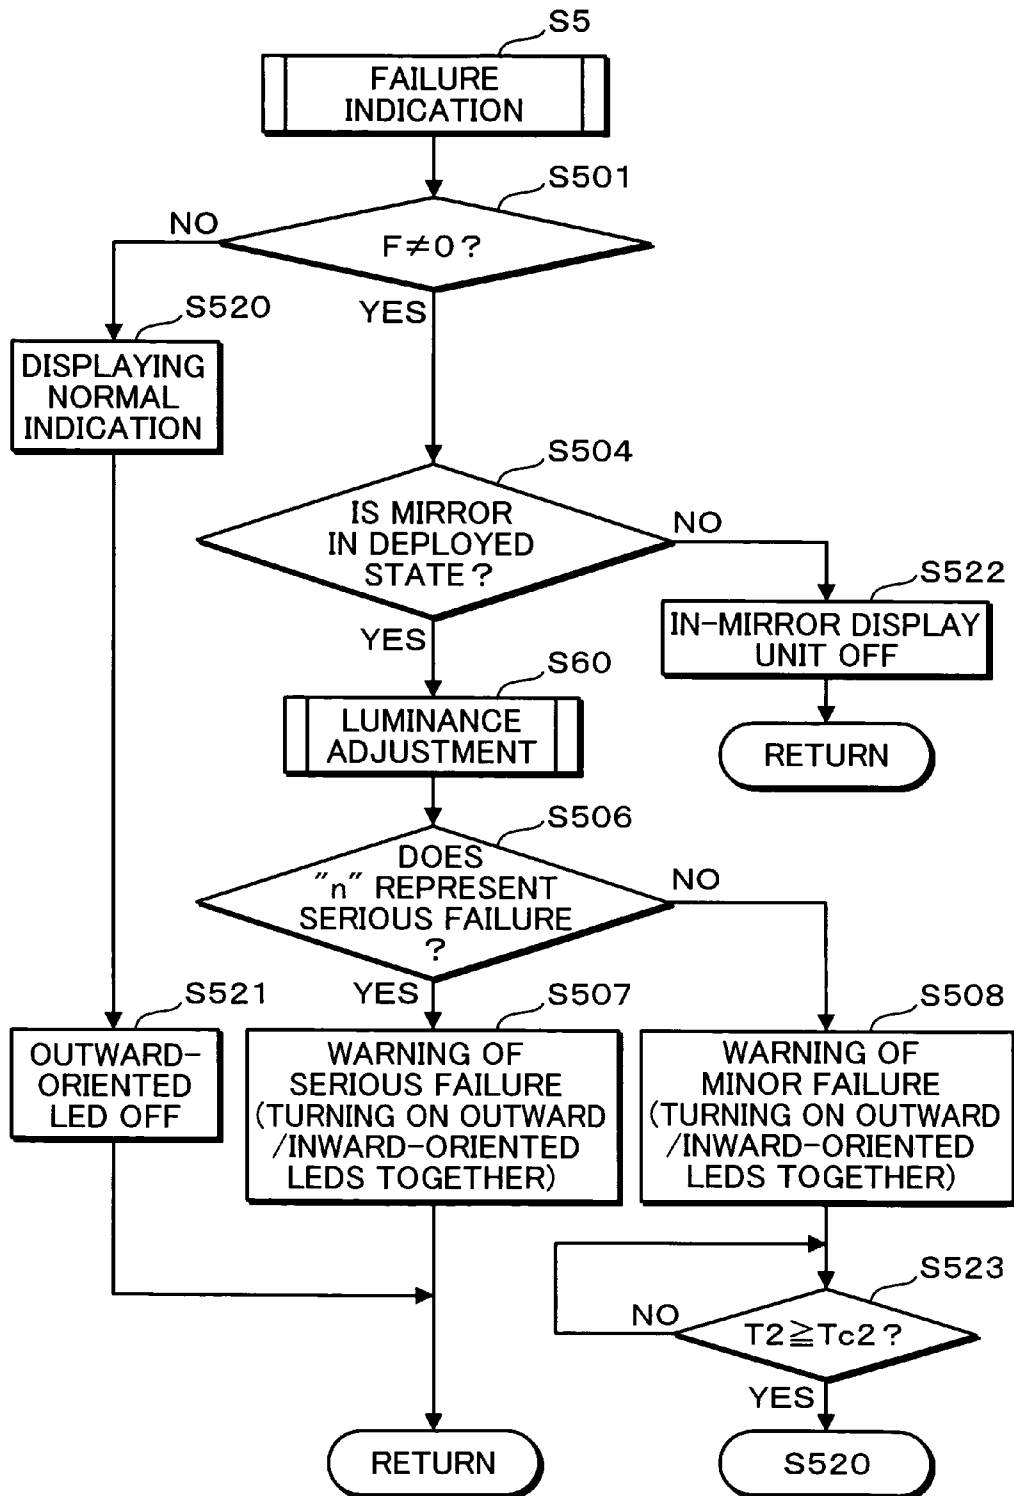 S5
FAILURE
INDICATION
S501
NO
F≠0?
YES
S520
DISPLAYING
NORMAL
INDICATION
S504
IS MIRROR
IN DEPLOYED
STATE?
NO
YES
S522
IN-MIRROR DISPLAY
UNIT OFF
RETURN
S60
LUMINANCE
ADJUSTMENT
S506
DOES
"n" REPRESENT
SERIOUS FAILURE
?
NO
YES
S521
OUTWARD-
ORIENTED
LED OFF
S507
WARNING OF
SERIOUS FAILURE
(TURNING ON OUTWARD
/INWARD-ORIENTED
LEDS TOGETHER)
S508
WARNING OF
MINOR FAILURE
(TURNING ON OUTWARD
/INWARD-ORIENTED
LEDS TOGETHER)
S523
NO
T2≧Tc2?
YES
RETURN
S520